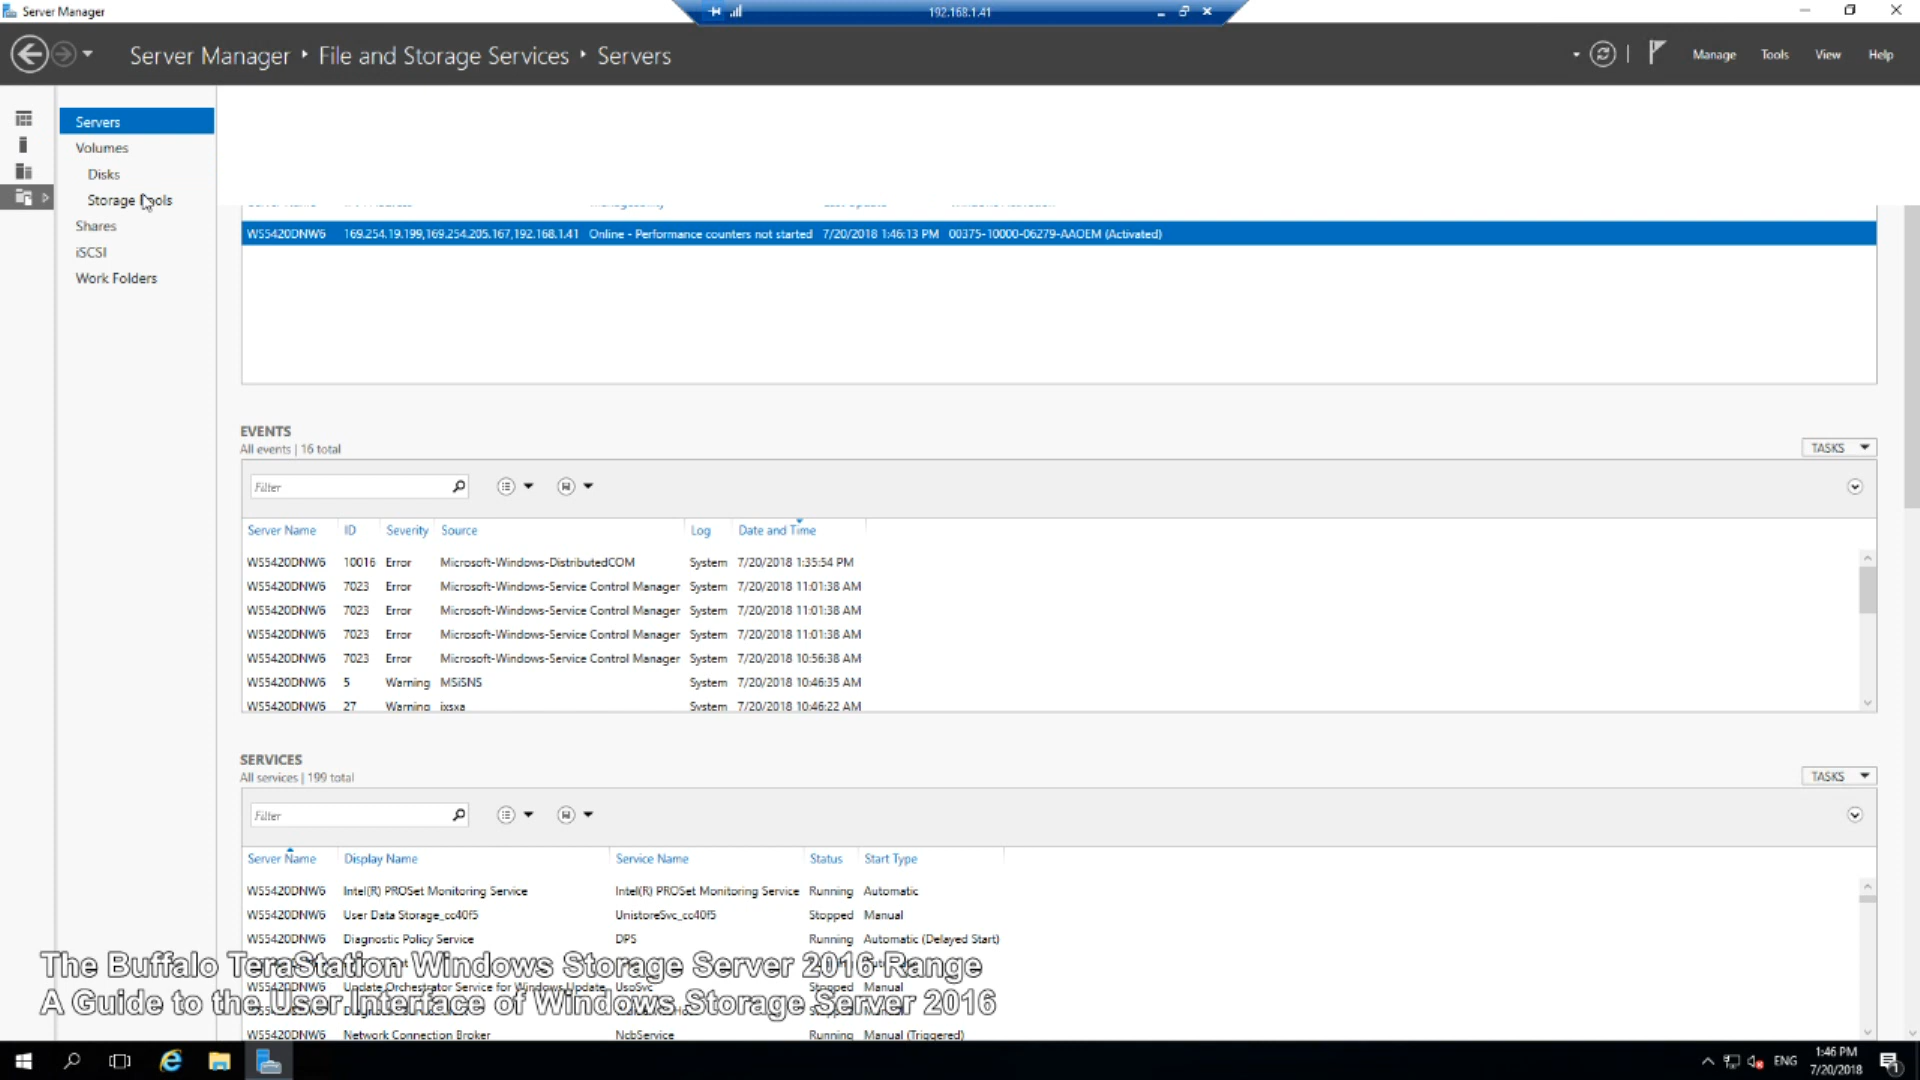 Server Manager
192.168.1.41
Server Manager ‣ File and Storage Services ‣ Servers
Manage Tools View Help
Servers
Volumes
Disks
Storage Pools
Shares
iSCSI
Work Folders
WS5420DNW6 169.254.19.199,169.254.205.167,192.168.1.41 Online - Performance counters not started 7/20/2018 1:46:13 PM 00375-10000-06279-AAOEM (Activated)
EVENTS
All events | 16 total
TASKS
Filter
Server Name ID Severity Source Log Date and Time
WS5420DNW6 10016 Error Microsoft-Windows-DistributedCOM System 7/20/2018 1:35:54 PM
WS5420DNW6 7023 Error Microsoft-Windows-Service Control Manager System 7/20/2018 11:01:38 AM
WS5420DNW6 7023 Error Microsoft-Windows-Service Control Manager System 7/20/2018 11:01:38 AM
WS5420DNW6 7023 Error Microsoft-Windows-Service Control Manager System 7/20/2018 11:01:38 AM
WS5420DNW6 7023 Error Microsoft-Windows-Service Control Manager System 7/20/2018 10:56:38 AM
WS5420DNW6 5 Warning MSiSNS System 7/20/2018 10:46:35 AM
WS5420DNW6 27 Warning ixsxa System 7/20/2018 10:46:22 AM
SERVICES
All services | 199 total
TASKS
Filter
Server Name Display Name Service Name Status Start Type
WS5420DNW6 Intel(R) PROSet Monitoring Service Intel(R) PROSet Monitoring Service Running Automatic
WS5420DNW6 User Data Storage_cc40f5 UnistoreSvc_cc40f5 Stopped Manual
WS5420DNW6 Diagnostic Policy Service DPS Running Automatic (Delayed Start)
The Buffalo TeraStation Windows Storage Server 2016 Range
WS5420DNW6 Update Orchestrator Service for Windows Update UsoSvc Stopped Manual
A Guide to the User Interface of Windows Storage Server 2016
WS5420DNW6 Network Connection Broker NcbService Running Manual (Triggered)
ENG
1:46 PM
7/20/2018
1